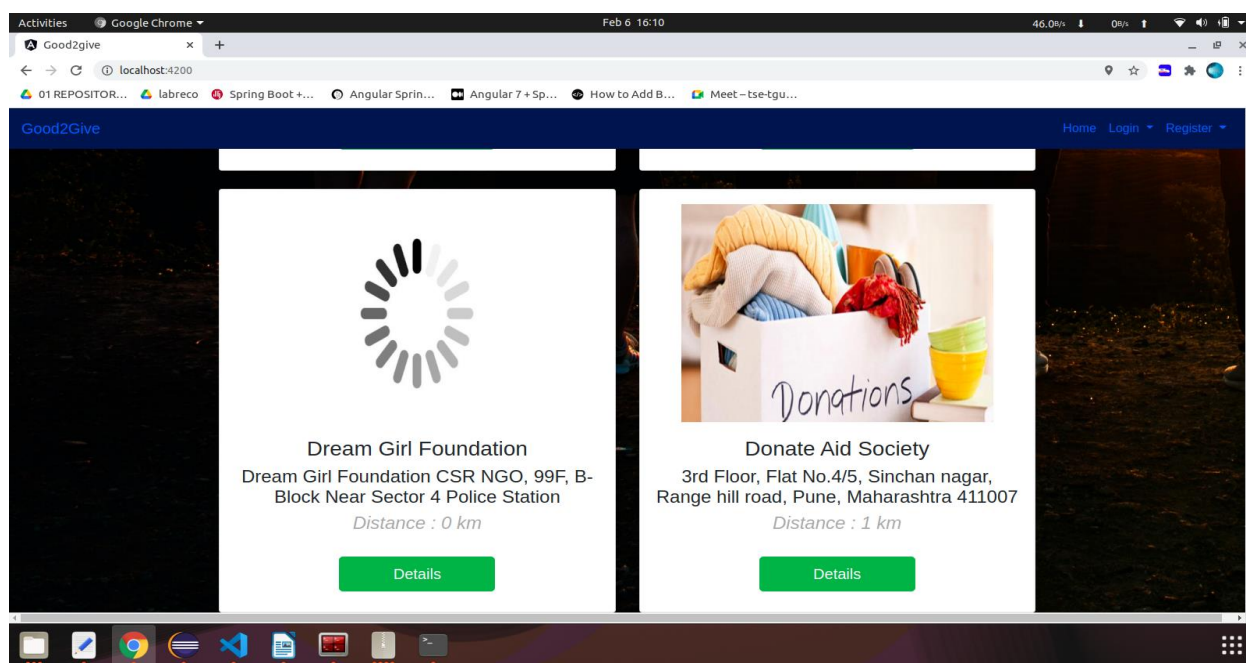 Activities Google Chrome Feb 6 16:10 46.0B/s 0B/s
Good2give
localhost:4200
01 REPOSITOR... labreco Spring Boot +... Angular Sprin... Angular 7 + Sp... How to Add B... Meet – tse-tgu...
Good2Give Home Login Register
Donations
Dream Girl Foundation
Dream Girl Foundation CSR NGO, 99F, B-
Block Near Sector 4 Police Station
Distance : 0 km
Details
Donate Aid Society
3rd Floor, Flat No.4/5, Sinchan nagar,
Range hill road, Pune, Maharashtra 411007
Distance : 1 km
Details